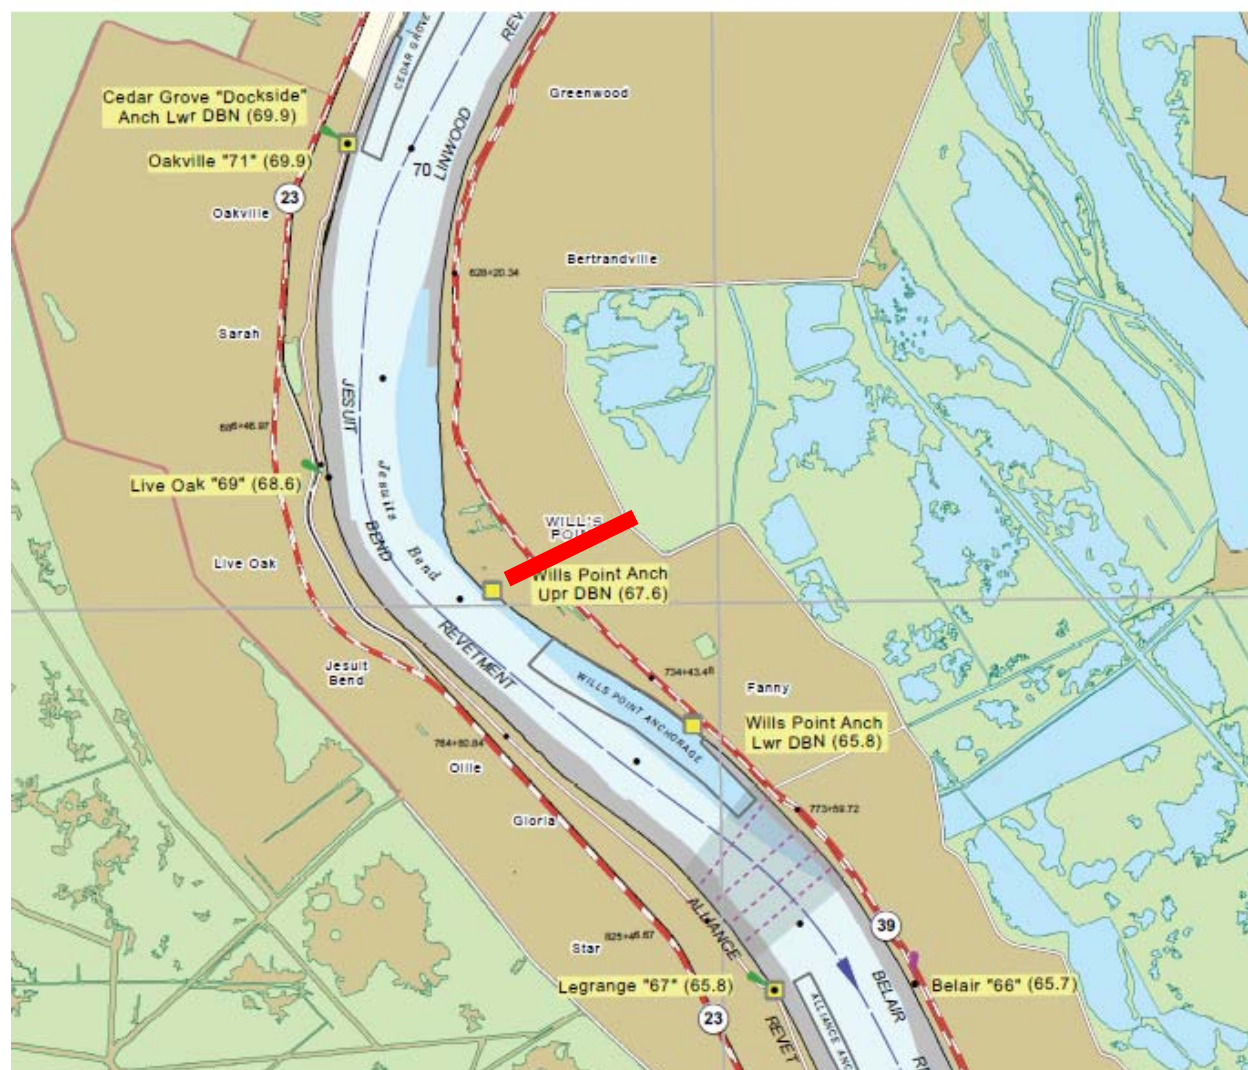 CEDAR GROVE
REV
Greenwood
Cedar Grove "Dockside"
Anch Lwr DBN (69.9)
LINWOOD
Oakville "71" (69.9)
70
23
Oakville
Bertrandville
628+20.34
Sarah
JESUIT
Jesuits
Live Oak "69" (68.6)
WILL'S
BEND
Bend
Live Oak
Wills Point Anch
Upr DBN (67.6)
REVETMENT
Jesuit
Bend
WILLS POINT ANCHORAGE
734+43.48
Fanny
Wills Point Anch
Lwr DBN (65.8)
764+80.84
Ollie
773+59.72
Gloria
ALLIANCE
39
Star
825+45.67
Legrange "67" (65.8)
BELAIR
Belair "66" (65.7)
23
REVET
ALLIANCE ANC